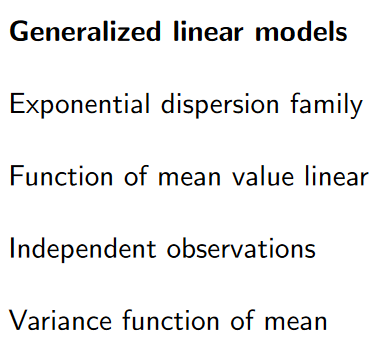 Generalized linear models
Exponential dispersion family
Function of mean value linear
Independent observations
Variance function of mean